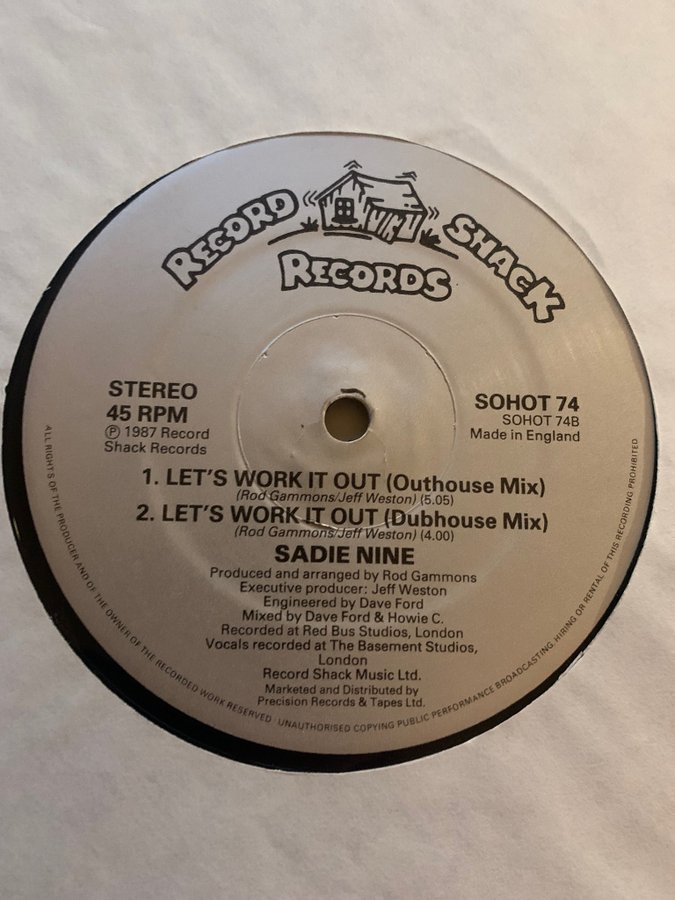 RECORD SHACK
RECORDS
STEREO
45 RPM
Ⓟ 1987 Record
Shack Records
SOHOT 74
SOHOT 74B
Made in England
1. LET'S WORK IT OUT (Outhouse Mix)
(Rod Gammons/Jeff Weston) (5.05)
2. LET'S WORK IT OUT (Dubhouse Mix)
(Rod Gammons/Jeff Weston) (4.00)
SADIE NINE
Produced and arranged by Rod Gammons
Executive producer: Jeff Weston
Engineered by Dave Ford
Mixed by Dave Ford & Howie C.
Recorded at Red Bus Studios, London
Vocals recorded at The Basement Studios,
London
Record Shack Music Ltd.
Marketed and Distributed by
Precision Records & Tapes Ltd.
ALL RIGHTS OF THE PRODUCER AND OF THE OWNER OF THE RECORDED WORK RESERVED UNAUTHORISED COPYING PUBLIC PERFORMANCE BROADCASTING HIRING OR RENTAL OF THIS RECORDING PROHIBITED